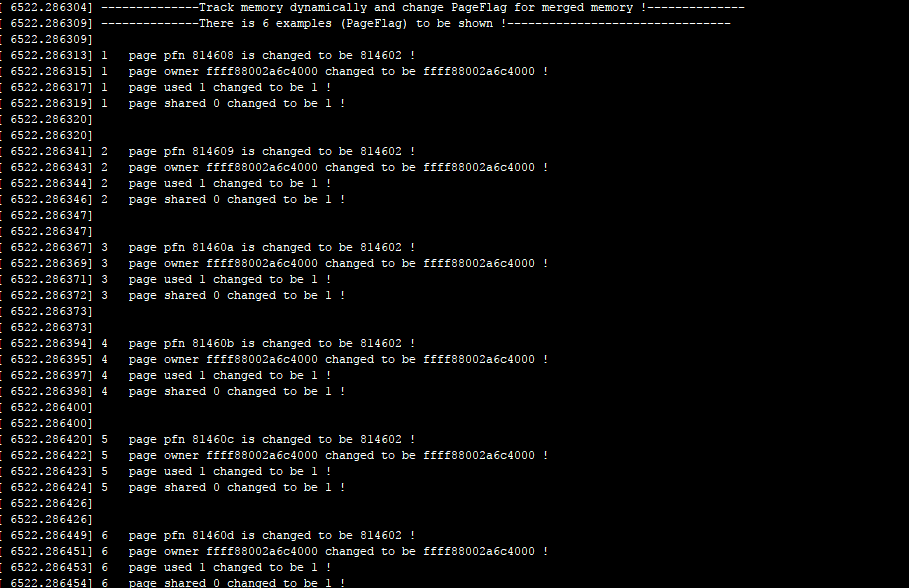 [ 6522.286304] --------------Track memory dynamically and change PageFlag for merged memory !--------------
[ 6522.286309] --------------There is 6 examples (PageFlag) to be shown !--------------------------------
[ 6522.286309]
[ 6522.286313] 1   page pfn 814608 is changed to be 814602 !
[ 6522.286315] 1   page owner ffff88002a6c4000 changed to be ffff88002a6c4000 !
[ 6522.286317] 1   page used 1 changed to be 1 !
[ 6522.286319] 1   page shared 0 changed to be 1 !
[ 6522.286320]
[ 6522.286320]
[ 6522.286341] 2   page pfn 814609 is changed to be 814602 !
[ 6522.286343] 2   page owner ffff88002a6c4000 changed to be ffff88002a6c4000 !
[ 6522.286344] 2   page used 1 changed to be 1 !
[ 6522.286346] 2   page shared 0 changed to be 1 !
[ 6522.286347]
[ 6522.286347]
[ 6522.286367] 3   page pfn 81460a is changed to be 814602 !
[ 6522.286369] 3   page owner ffff88002a6c4000 changed to be ffff88002a6c4000 !
[ 6522.286371] 3   page used 1 changed to be 1 !
[ 6522.286372] 3   page shared 0 changed to be 1 !
[ 6522.286373]
[ 6522.286373]
[ 6522.286394] 4   page pfn 81460b is changed to be 814602 !
[ 6522.286395] 4   page owner ffff88002a6c4000 changed to be ffff88002a6c4000 !
[ 6522.286397] 4   page used 1 changed to be 1 !
[ 6522.286398] 4   page shared 0 changed to be 1 !
[ 6522.286400]
[ 6522.286400]
[ 6522.286420] 5   page pfn 81460c is changed to be 814602 !
[ 6522.286422] 5   page owner ffff88002a6c4000 changed to be ffff88002a6c4000 !
[ 6522.286423] 5   page used 1 changed to be 1 !
[ 6522.286424] 5   page shared 0 changed to be 1 !
[ 6522.286426]
[ 6522.286426]
[ 6522.286449] 6   page pfn 81460d is changed to be 814602 !
[ 6522.286451] 6   page owner ffff88002a6c4000 changed to be ffff88002a6c4000 !
[ 6522.286453] 6   page used 1 changed to be 1 !
[ 6522.286454] 6   page shared 0 changed to be 1 !